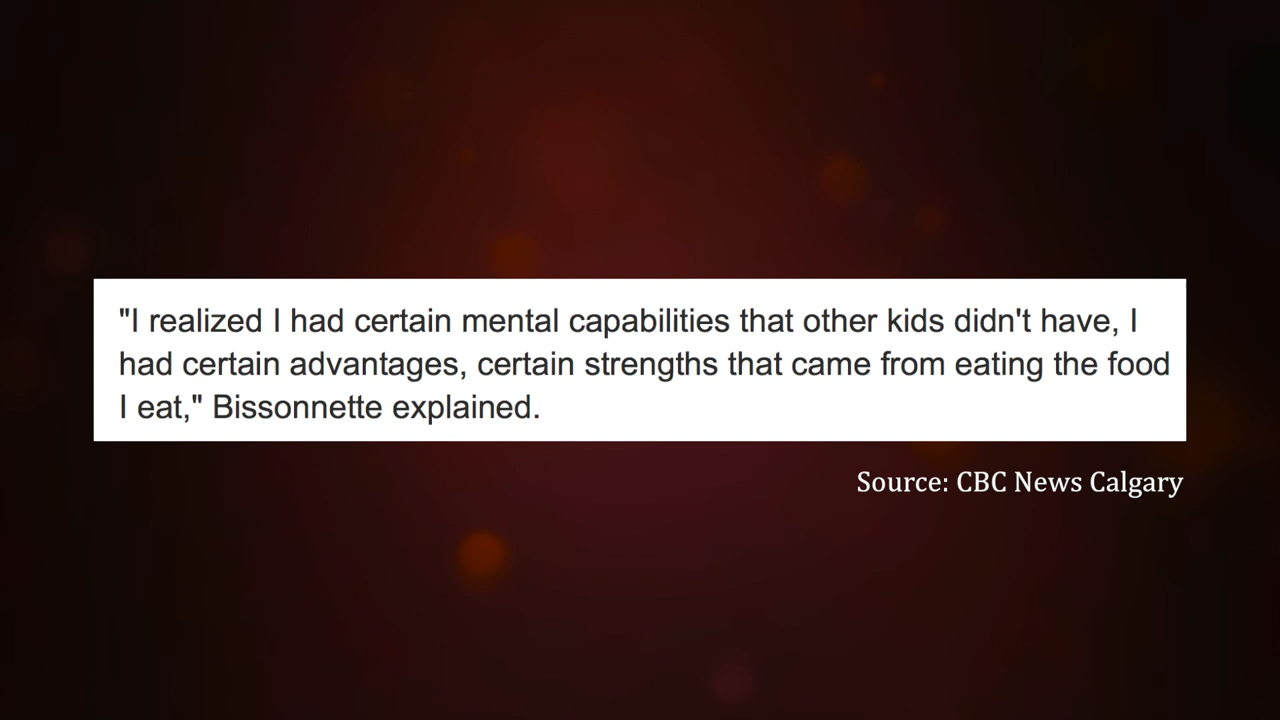 "I realized I had certain mental capabilities that other kids didn't have, I
had certain advantages, certain strengths that came from eating the food
I eat," Bissonnette explained.
Source: CBC News Calgary